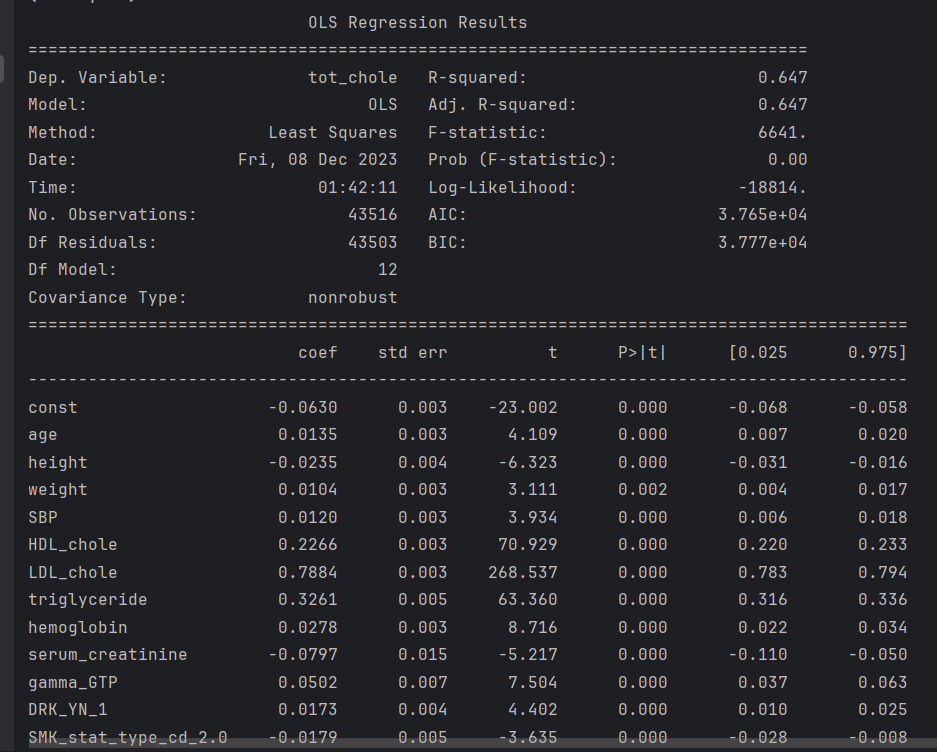 OLS Regression Results
==============================================================================
Dep. Variable: tot_chole R-squared: 0.647
Model: OLS Adj. R-squared: 0.647
Method: Least Squares F-statistic: 6641.
Date: Fri, 08 Dec 2023 Prob (F-statistic): 0.00
Time: 01:42:11 Log-Likelihood: -18814.
No. Observations: 43516 AIC: 3.765e+04
Df Residuals: 43503 BIC: 3.777e+04
Df Model: 12
Covariance Type: nonrobust
========================================================================================
coef std err t P>|t| [0.025 0.975]
----------------------------------------------------------------------------------------
const -0.0630 0.003 -23.002 0.000 -0.068 -0.058
age 0.0135 0.003 4.109 0.000 0.007 0.020
height -0.0235 0.004 -6.323 0.000 -0.031 -0.016
weight 0.0104 0.003 3.111 0.002 0.004 0.017
SBP 0.0120 0.003 3.934 0.000 0.006 0.018
HDL_chole 0.2266 0.003 70.929 0.000 0.220 0.233
LDL_chole 0.7884 0.003 268.537 0.000 0.783 0.794
triglyceride 0.3261 0.005 63.360 0.000 0.316 0.336
hemoglobin 0.0278 0.003 8.716 0.000 0.022 0.034
serum_creatinine -0.0797 0.015 -5.217 0.000 -0.110 -0.050
gamma_GTP 0.0502 0.007 7.504 0.000 0.037 0.063
DRK_YN_1 0.0173 0.004 4.402 0.000 0.010 0.025
SMK_stat_type_cd_2.0 -0.0179 0.005 -3.635 0.000 -0.028 -0.008